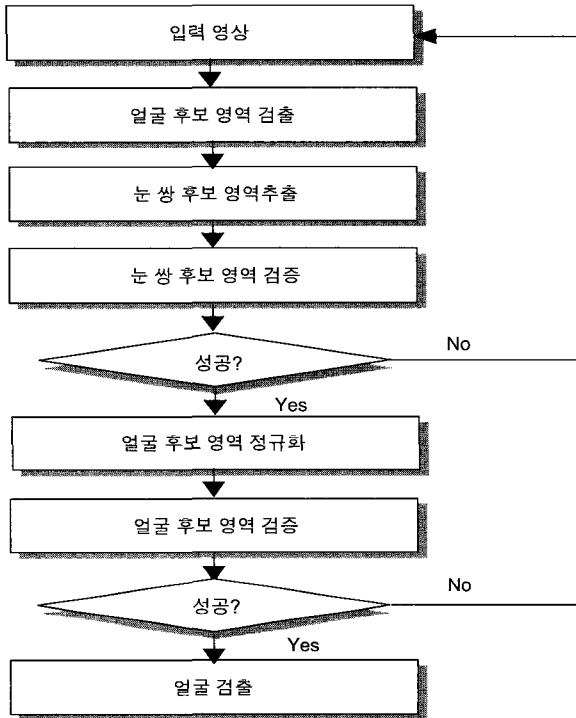 입력 영상
얼굴 후보 영역 검출
눈 쌍 후보 영역추출
눈 쌍 후보 영역 검증
성공?
No
Yes
얼굴 후보 영역 정규화
얼굴 후보 영역 검증
성공?
No
Yes
얼굴 검출